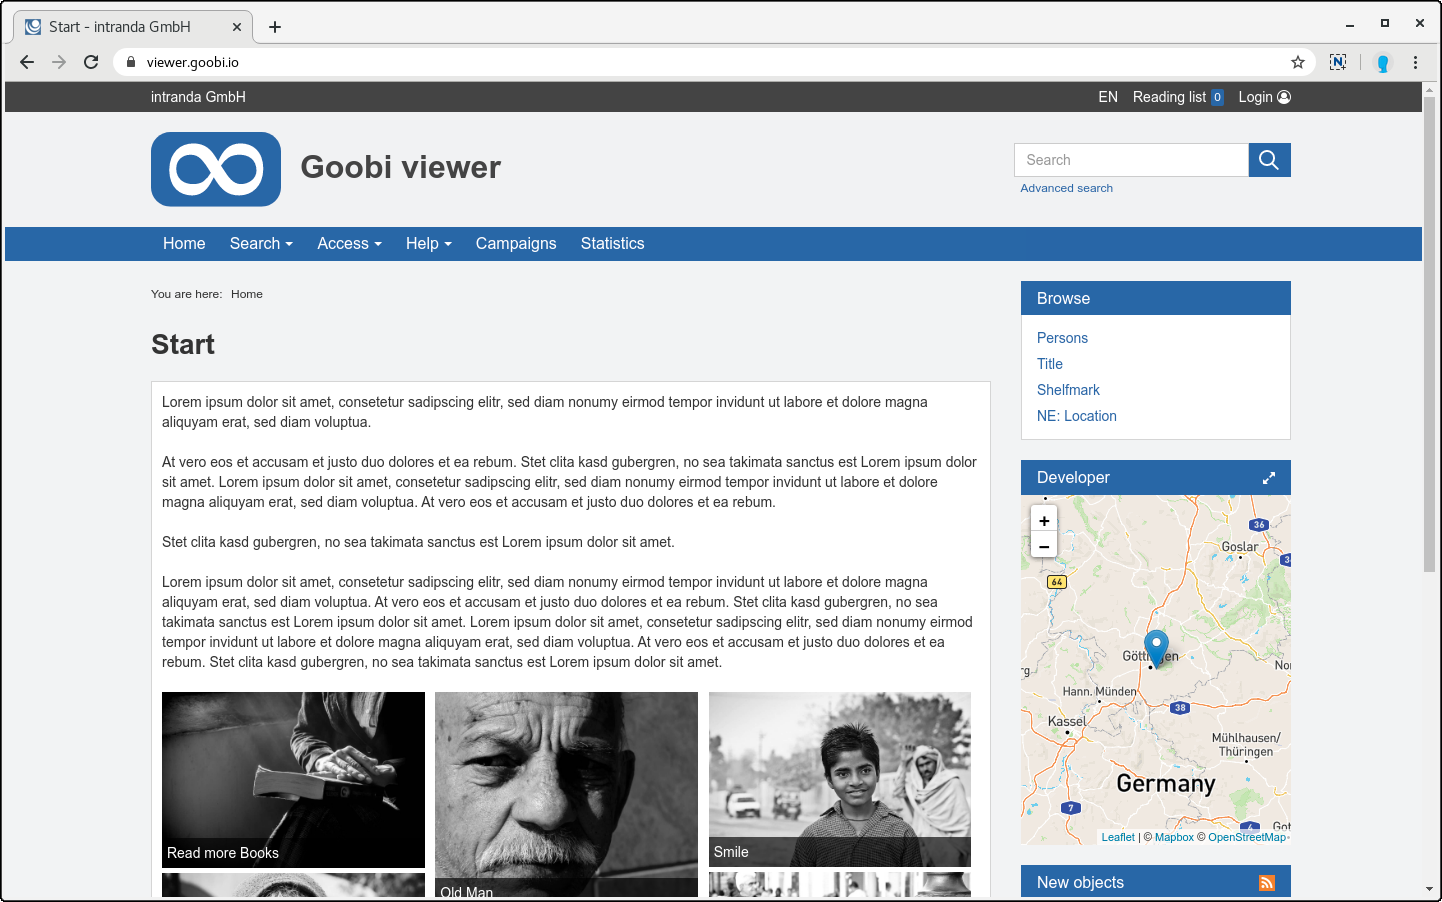 Start - intranda GmbH
viewer.goobi.io
intranda GmbH
EN Reading list 0 Login
Goobi viewer
Search
Advanced search
Home Search Access Help Campaigns Statistics
You are here: Home
Start
Lorem ipsum dolor sit amet, consetetur sadipscing elitr, sed diam nonumy eirmod tempor invidunt ut labore et dolore magna
aliquyam erat, sed diam voluptua.
At vero eos et accusam et justo duo dolores et ea rebum. Stet clita kasd gubergren, no sea takimata sanctus est Lorem ipsum dolor
sit amet. Lorem ipsum dolor sit amet, consetetur sadipscing elitr, sed diam nonumy eirmod tempor invidunt ut labore et dolore
magna aliquyam erat, sed diam voluptua. At vero eos et accusam et justo duo dolores et ea rebum.
Stet clita kasd gubergren, no sea takimata sanctus est Lorem ipsum dolor sit amet.
Lorem ipsum dolor sit amet, consetetur sadipscing elitr, sed diam nonumy eirmod tempor invidunt ut labore et dolore magna
aliquyam erat, sed diam voluptua. At vero eos et accusam et justo duo dolores et ea rebum. Stet clita kasd gubergren, no sea
takimata sanctus est Lorem ipsum dolor sit amet. Lorem ipsum dolor sit amet, consetetur sadipscing elitr, sed diam nonumy eirmod
tempor invidunt ut labore et dolore magna aliquyam erat, sed diam voluptua. At vero eos et accusam et justo duo dolores et ea
rebum. Stet clita kasd gubergren, no sea takimata sanctus est Lorem ipsum dolor sit amet.
Read more Books
Old Man
Smile
Browse
Persons
Title
Shelfmark
NE: Location
Developer
+
−
36
Goslar
64
Göttingen
Hann. Münden
38
Kassel
Mühlhausen/
Thüringen
Germany
7
Leaflet | © Mapbox © OpenStreetMap
New objects